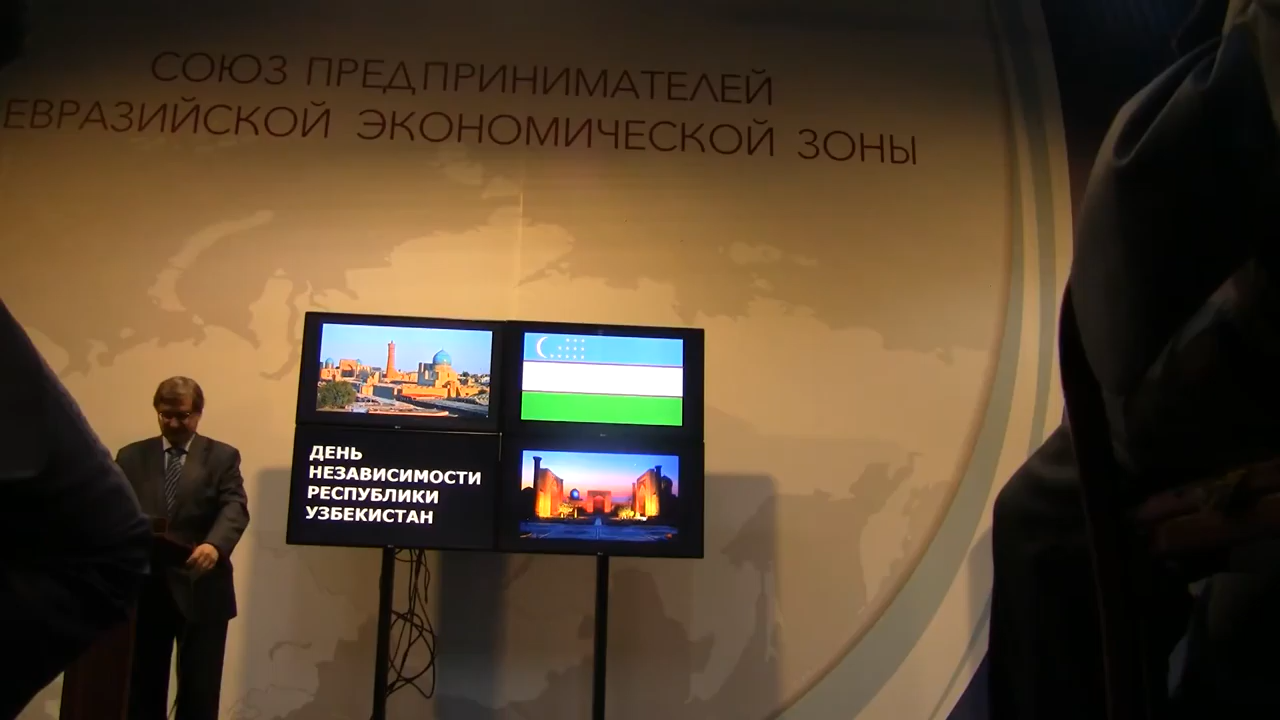 СОЮЗ ПРЕДПРИНИМАТЕЛЕЙ
ЕВРАЗИЙСКОЙ ЭКОНОМИЧЕСКОЙ ЗОНЫ
ДЕНЬ
НЕЗАВИСИМОСТИ
РЕСПУБЛИКИ
УЗБЕКИСТАН